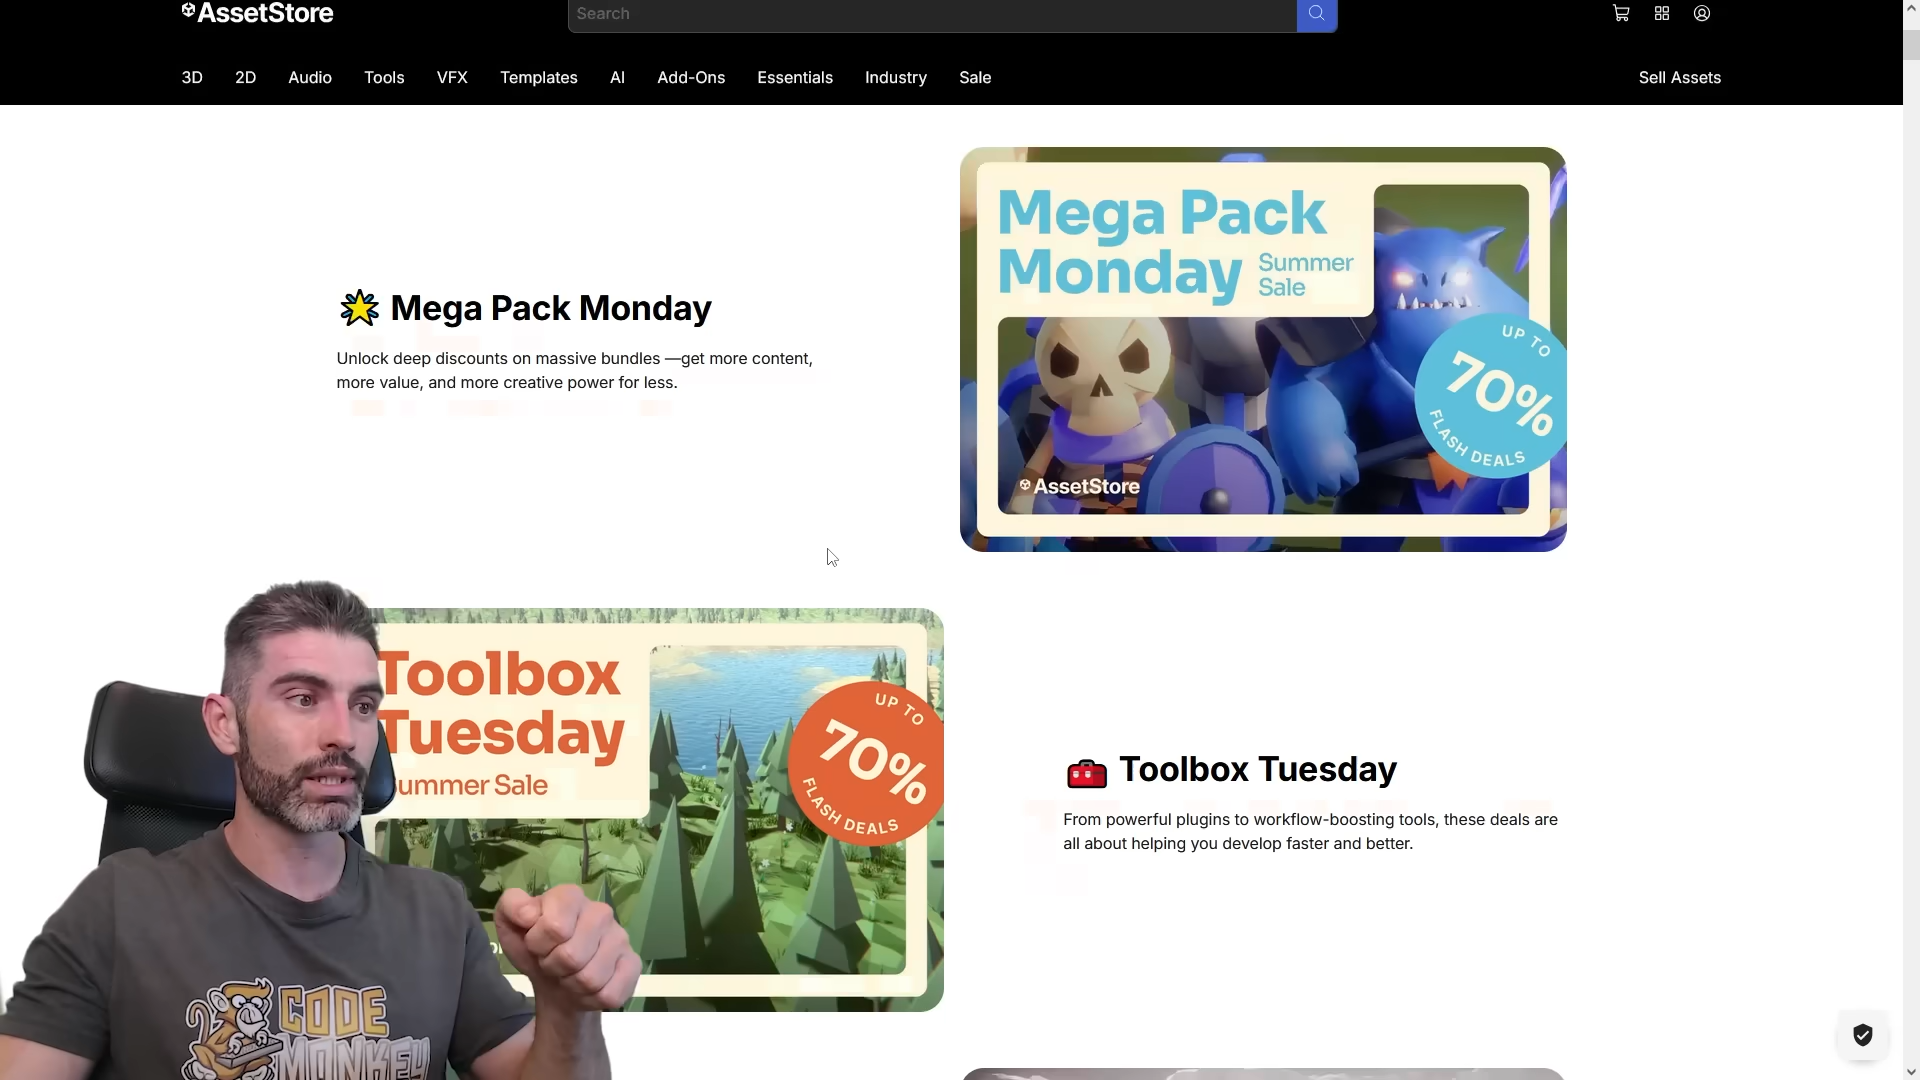 AssetStore
Search
3D 2D Audio Tools VFX Templates AI Add-Ons Essentials Industry Sale Sell Assets
Mega Pack Monday
Unlock deep discounts on massive bundles —get more content,
more value, and more creative power for less.
Mega Pack
Monday Summer
Sale
UP TO
70%
FLASH DEALS
AssetStore
Toolbox
Tuesday
Summer Sale
UP TO
70%
FLASH DEALS
Toolbox Tuesday
From powerful plugins to workflow-boosting tools, these deals are
all about helping you develop faster and better.
CODE
MONKEY